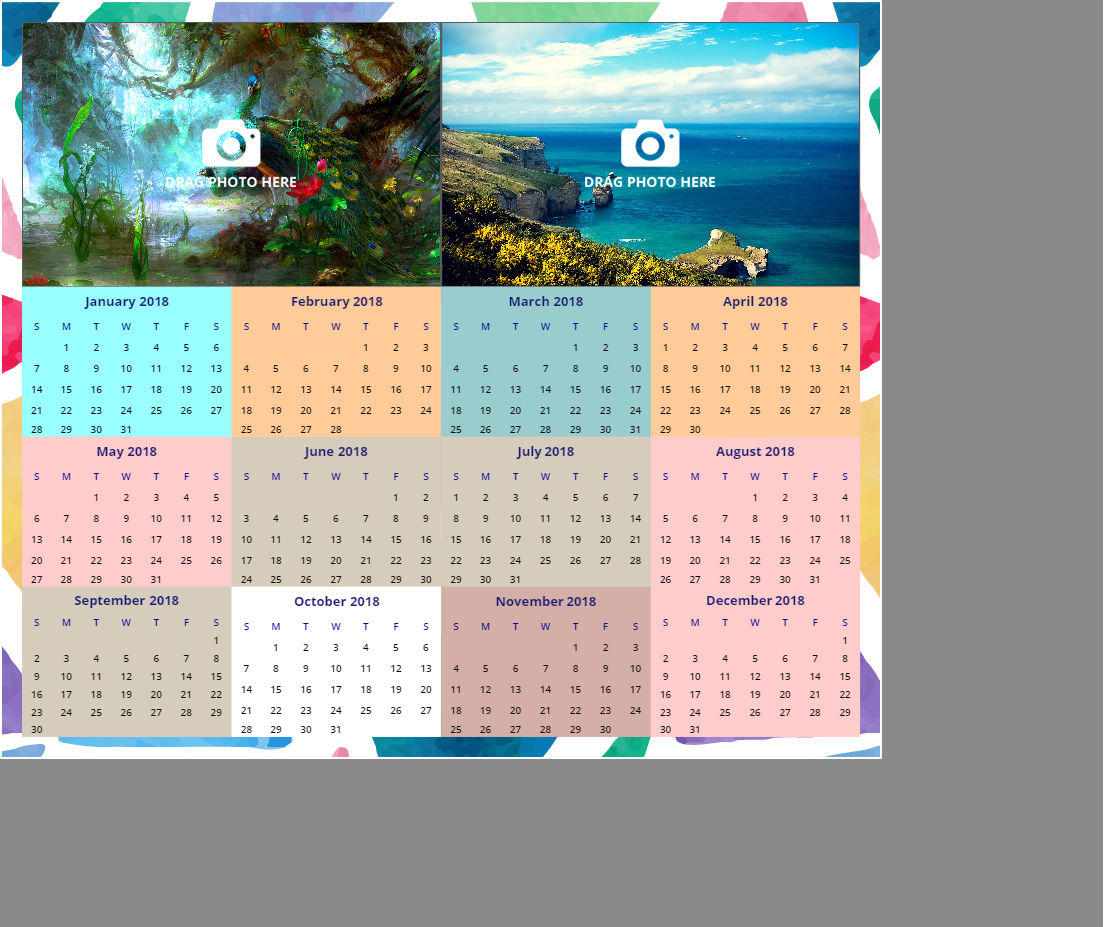 DRAG PHOTO HERE
DRAG PHOTO HERE
January 2018
S M T W T F S
1 2 3 4 5 6
7 8 9 10 11 12 13
14 15 16 17 18 19 20
21 22 23 24 25 26 27
28 29 30 31
February 2018
S M T W T F S
1 2 3
4 5 6 7 8 9 10
11 12 13 14 15 16 17
18 19 20 21 22 23 24
25 26 27 28
March 2018
S M T W T F S
1 2 3
4 5 6 7 8 9 10
11 12 13 14 15 16 17
18 19 20 21 22 23 24
25 26 27 28 29 30 31
April 2018
S M T W T F S
1 2 3 4 5 6 7
8 9 10 11 12 13 14
15 16 17 18 19 20 21
22 23 24 25 26 27 28
29 30
May 2018
S M T W T F S
1 2 3 4 5
6 7 8 9 10 11 12
13 14 15 16 17 18 19
20 21 22 23 24 25 26
27 28 29 30 31
June 2018
S M T W T F S
1 2
3 4 5 6 7 8 9
10 11 12 13 14 15 16
17 18 19 20 21 22 23
24 25 26 27 28 29 30
July 2018
S M T W T F S
1 2 3 4 5 6 7
8 9 10 11 12 13 14
15 16 17 18 19 20 21
22 23 24 25 26 27 28
29 30 31
August 2018
S M T W T F S
1 2 3 4
5 6 7 8 9 10 11
12 13 14 15 16 17 18
19 20 21 22 23 24 25
26 27 28 29 30 31
September 2018
S M T W T F S
1
2 3 4 5 6 7 8
9 10 11 12 13 14 15
16 17 18 19 20 21 22
23 24 25 26 27 28 29
30
October 2018
S M T W T F S
1 2 3 4 5 6
7 8 9 10 11 12 13
14 15 16 17 18 19 20
21 22 23 24 25 26 27
28 29 30 31
November 2018
S M T W T F S
1 2 3
4 5 6 7 8 9 10
11 12 13 14 15 16 17
18 19 20 21 22 23 24
25 26 27 28 29 30
December 2018
S M T W T F S
1
2 3 4 5 6 7 8
9 10 11 12 13 14 15
16 17 18 19 20 21 22
23 24 25 26 27 28 29
30 31